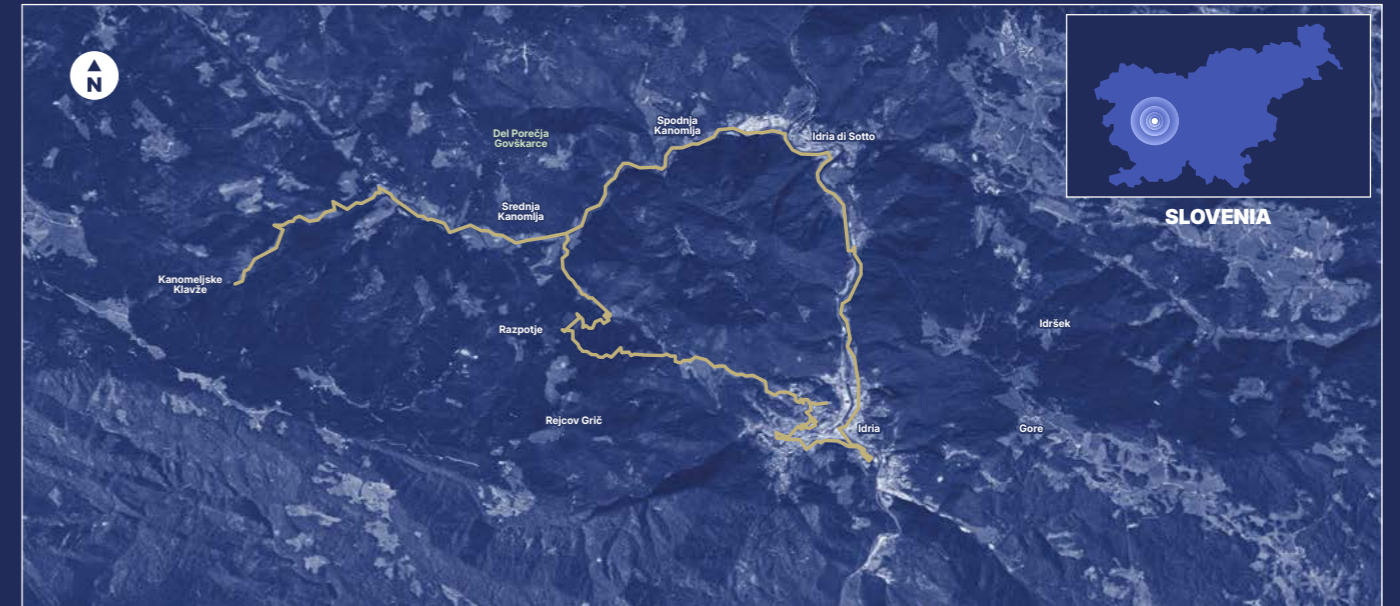 N
Spodnja
Kanomlja
Idria di Sotto
Del Porečja
Govškarce
Srednja
Kanomlja
SLOVENIA
Kanomeljske
Klavže
Razpotje
Idršek
Rejcov Grič
Idria
Gore